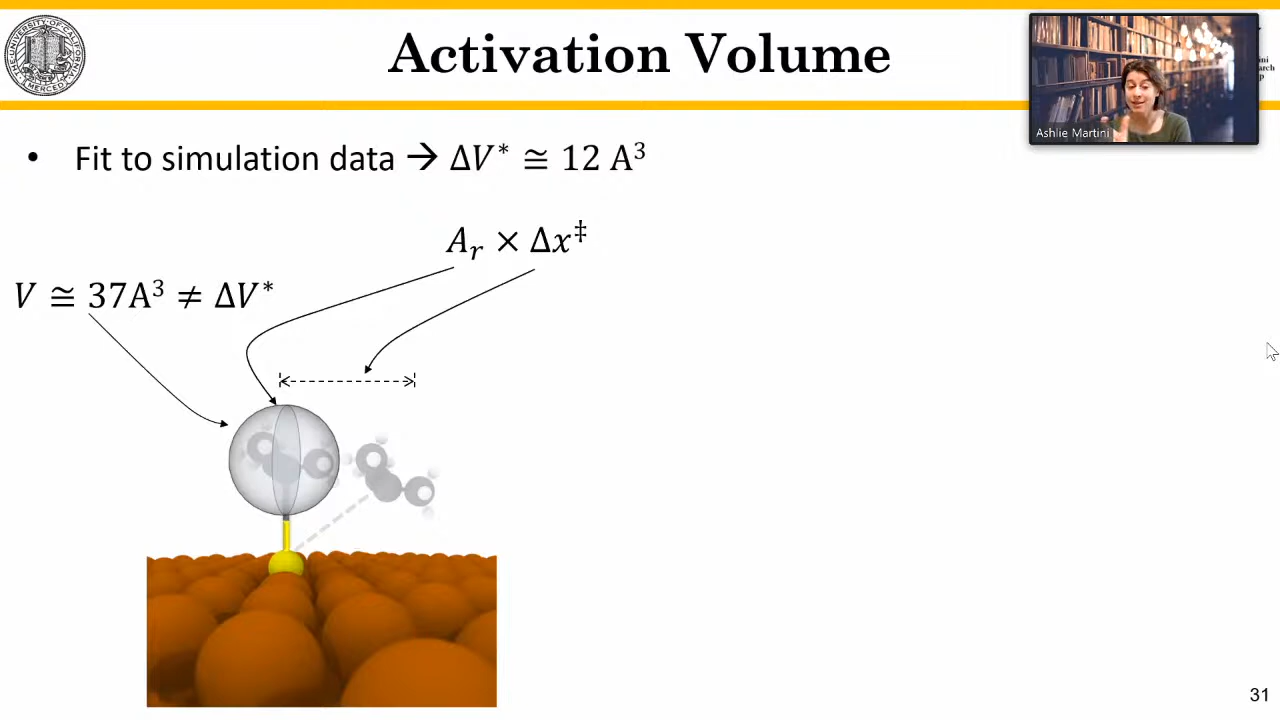 Activation Volume
Ashlie Martini
• Fit to simulation data → ΔV* ≅ 12 A³
A_r × Δx‡
V ≅ 37A³ ≠ ΔV*
31